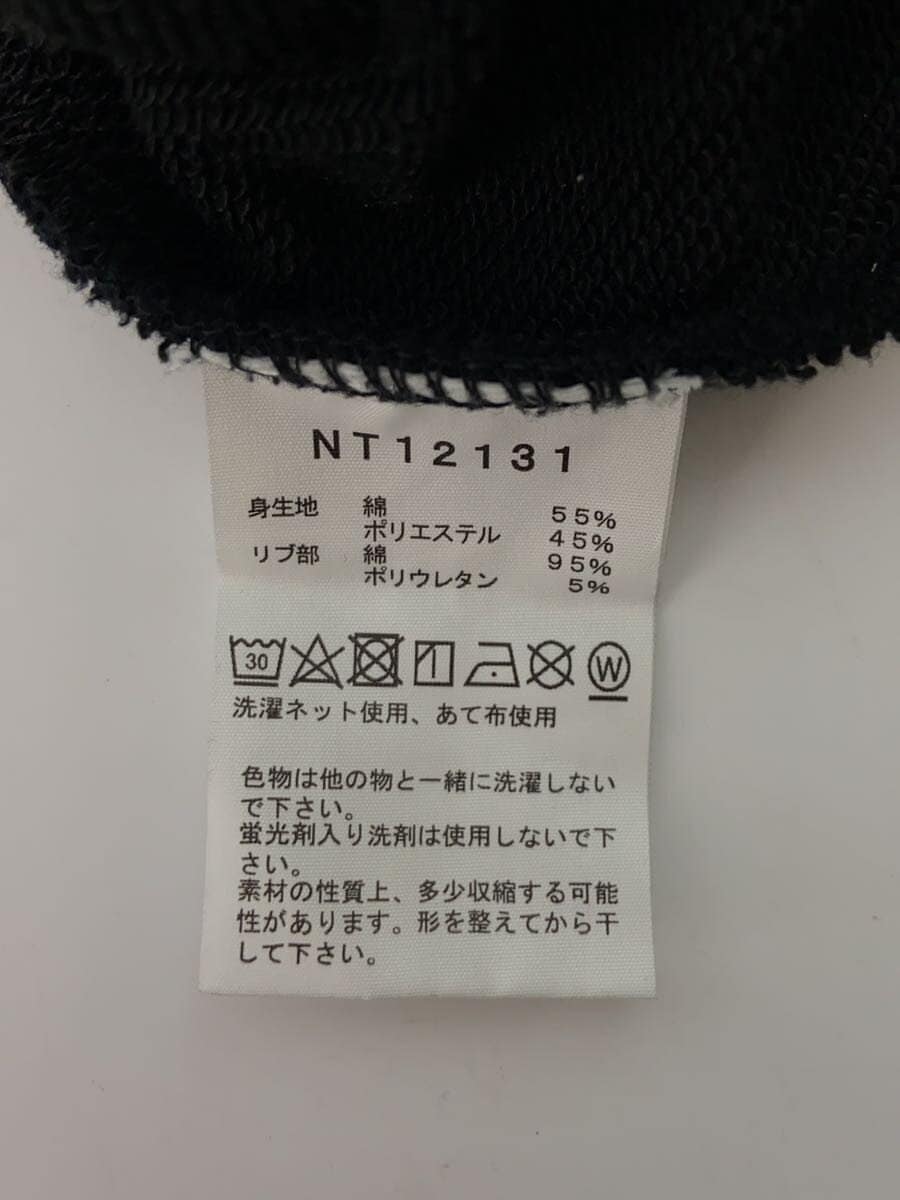 NT12131
身生地 綿 55%
ポリエステル 45%
リブ部 綿 95%
ポリウレタン 5%
30 W
洗濯ネット使用、あて布使用
色物は他の物と一緒に洗濯しない
で下さい。
蛍光剤入り洗剤は使用しないで下
さい。
素材の性質上、多少収縮する可能
性があります。形を整えてから干
して下さい。